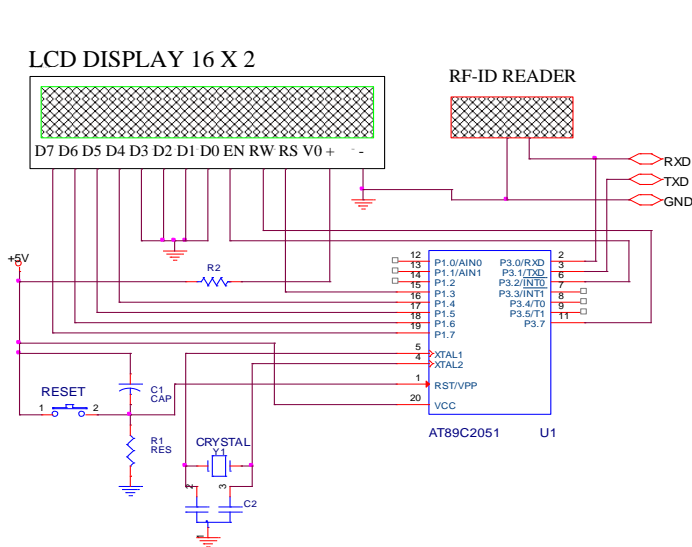 LCD DISPLAY 16 X 2
RF-ID READER
D7 D6 D5 D4 D3 D2 D1 D0 EN RW RS V0 + -
RXD
TXD
GND
+5V
R2
12 P1.0/AIN0 P3.0/RXD 2
13 P1.1/AIN1 P3.1/TXD 3
14 P1.2 P3.2/INT0 6
15 P1.3 P3.3/INT1 7
16 P1.4 P3.4/T0 8
17 P1.5 P3.5/T1 9
18 P1.6 P3.7 11
19 P1.7
5 XTAL1
4 XTAL2
1 RST/VPP
20 VCC
AT89C2051 U1
RESET
1 2
C1
CAP
R1
RES
CRYSTAL
Y1
2 3
C2